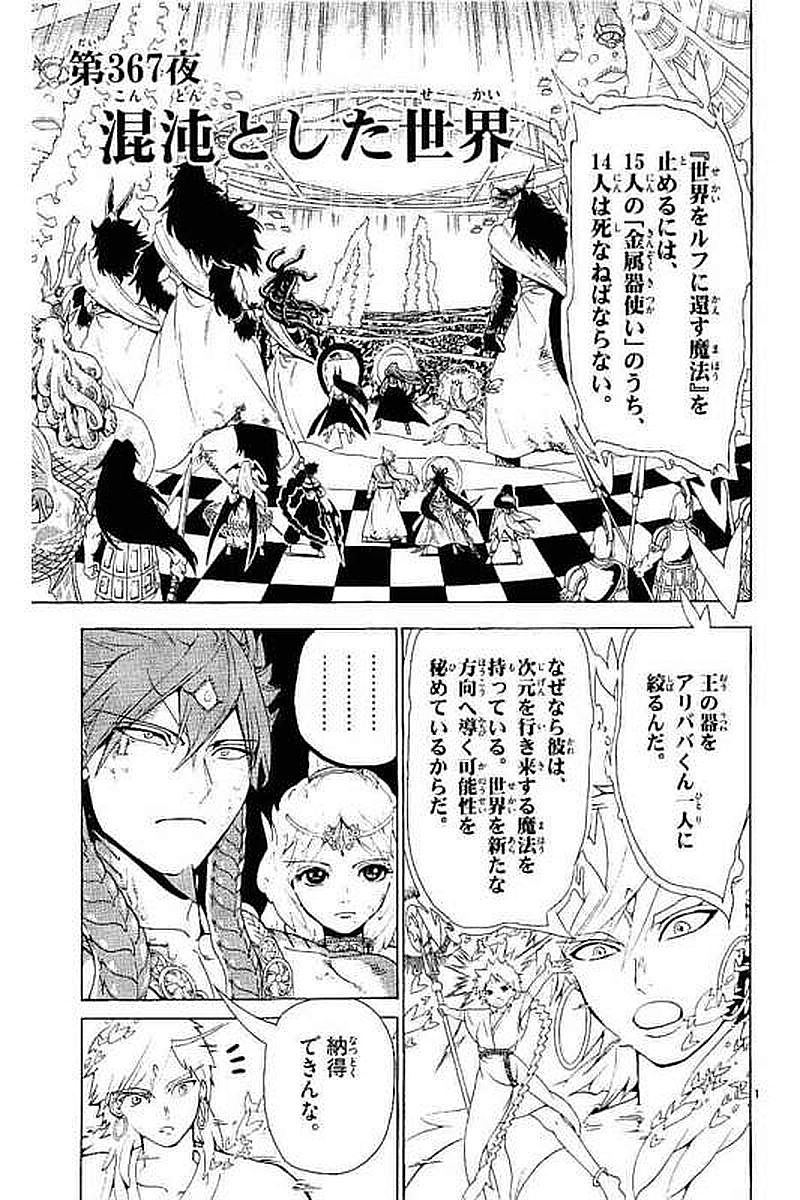 第367夜
混沌とした世界
『世界をルフに還す魔法』を
止めるには、
15人の「金属器使い」のうち、
14人は死なねばならない。
王の器を
アリババくん一人に
絞るんだ。
なぜなら彼は、
次元を行き来する魔法を
持っている。世界を新たな
方向へ導く可能性を
秘めているからだ。
…………
…………
納得
できんな。
1